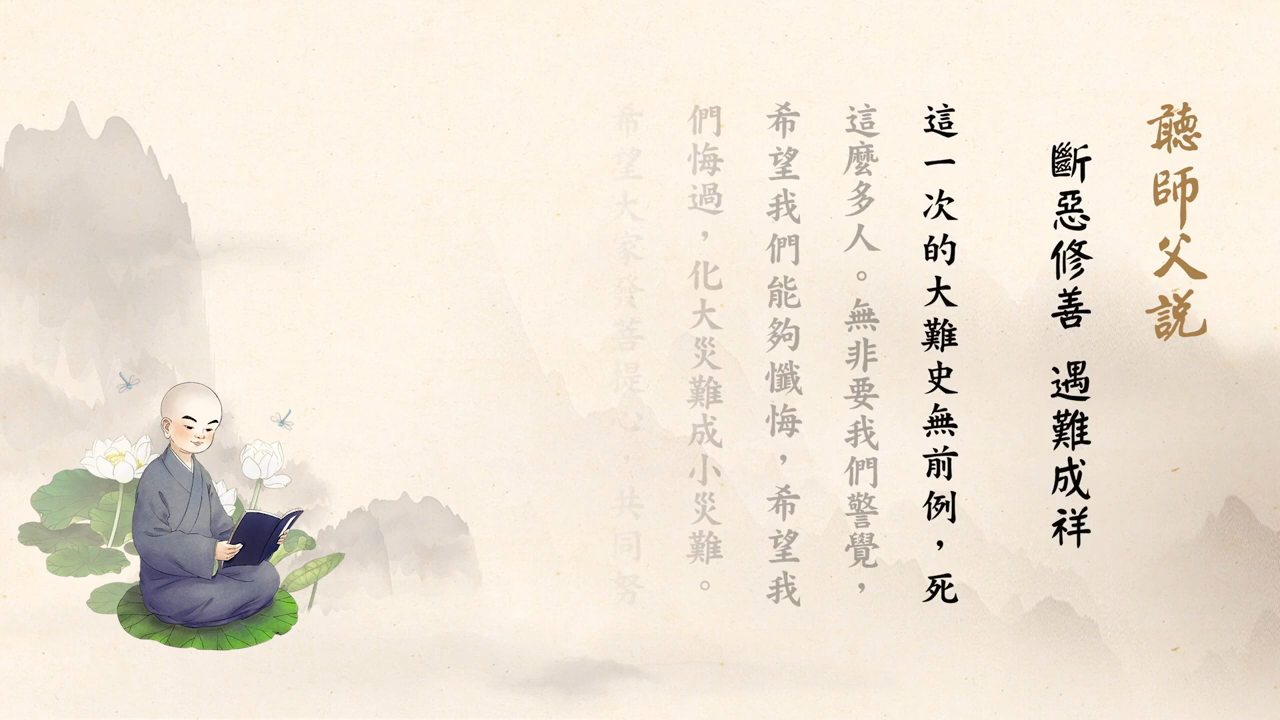 聽師父説
斷惡修善 遇難成祥
這一次的大難史無前例，死
這麼多人。無非要我們警覺，
希望我們能夠懺悔，希望我
們悔過，化大災難成小災難。
希望大家發菩提心，共同努